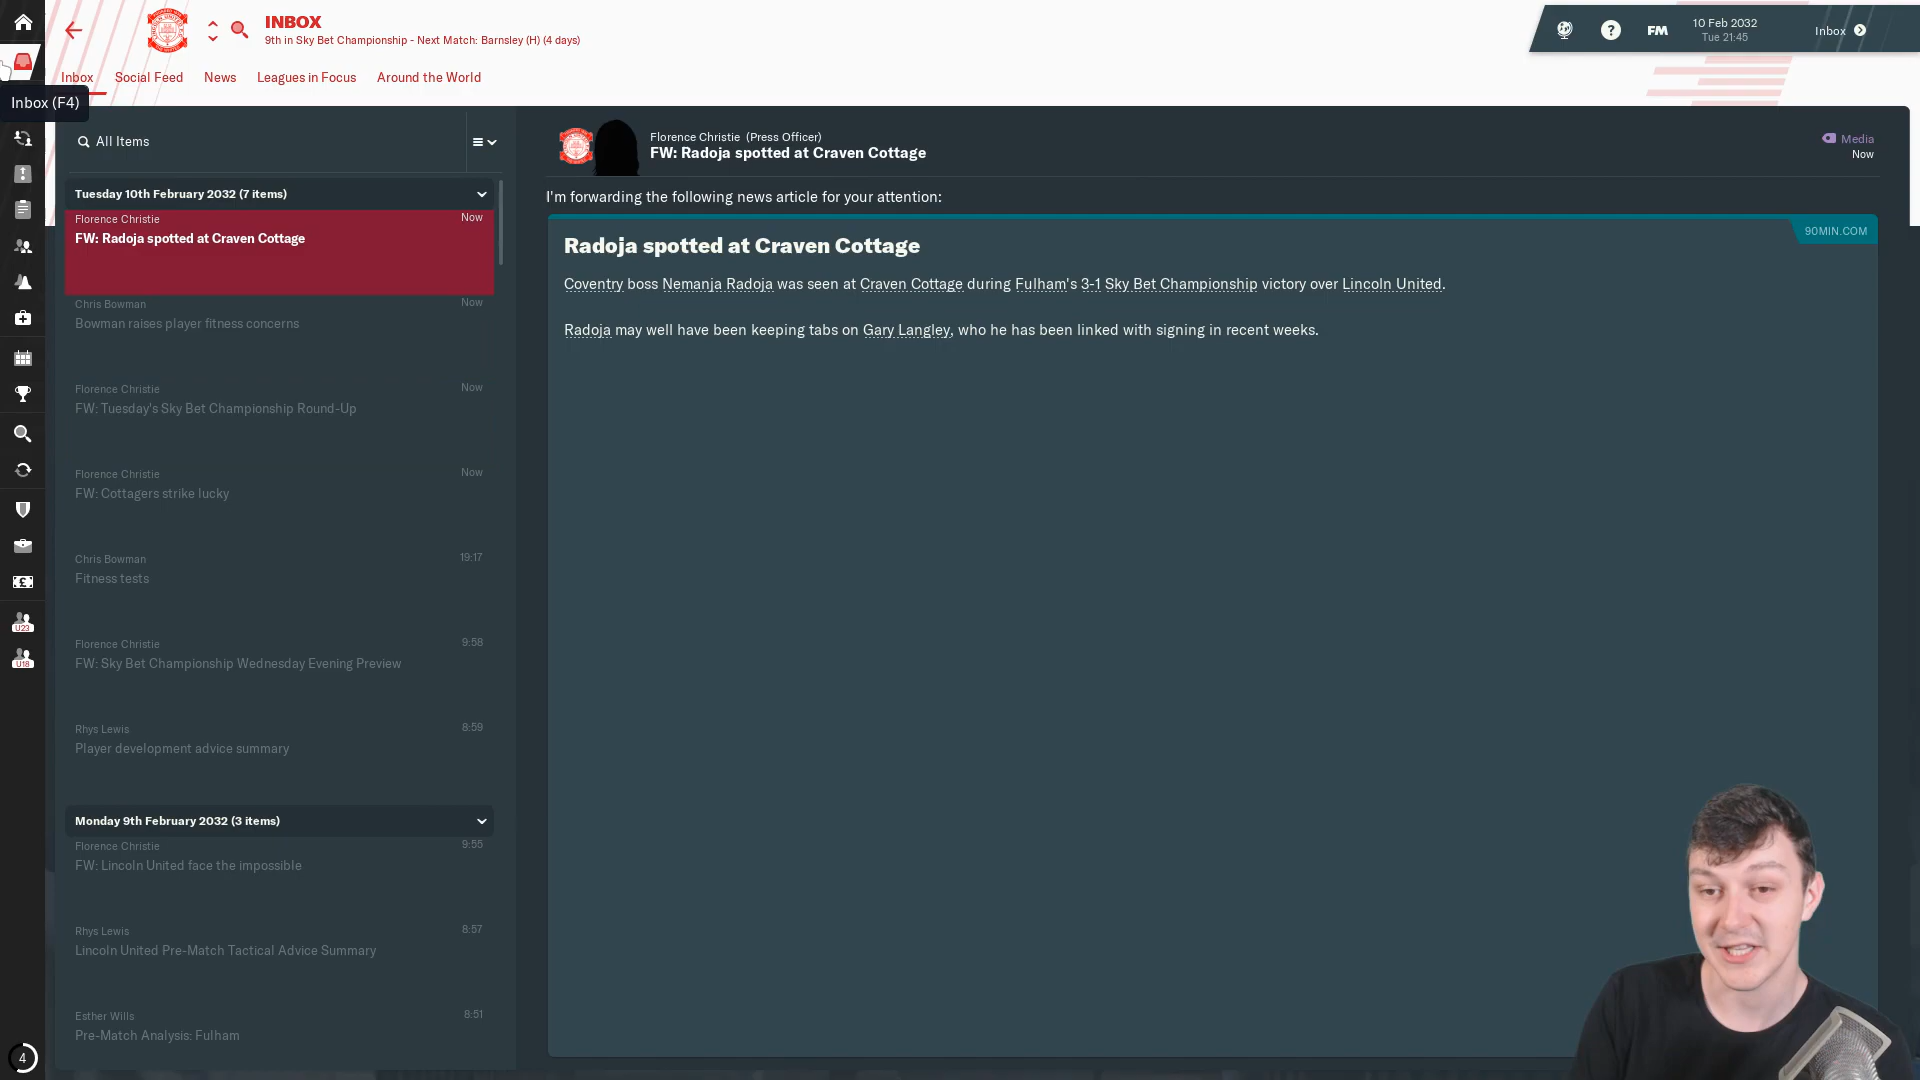 INBOX
9th in Sky Bet Championship - Next Match: Barnsley (H) (4 days)
FM
10 Feb 2032
Tue 21:45
Inbox
Inbox
Social Feed
News
Leagues in Focus
Around the World
Inbox (F4)
All Items
Tuesday 10th February 2032 (7 items)
Florence Christie
Now
FW: Radoja spotted at Craven Cottage
Chris Bowman
Now
Bowman raises player fitness concerns
Florence Christie
Now
FW: Tuesday's Sky Bet Championship Round-Up
Florence Christie
Now
FW: Cottagers strike lucky
Chris Bowman
19:17
Fitness tests
Florence Christie
9:58
FW: Sky Bet Championship Wednesday Evening Preview
Rhys Lewis
8:59
Player development advice summary
Monday 9th February 2032 (3 items)
Florence Christie
9:55
FW: Lincoln United face the impossible
Rhys Lewis
8:57
Lincoln United Pre-Match Tactical Advice Summary
Esther Wills
8:51
Pre-Match Analysis: Fulham
Florence Christie (Press Officer)
FW: Radoja spotted at Craven Cottage
Media
Now
I'm forwarding the following news article for your attention:
90MIN.COM
Radoja spotted at Craven Cottage
Coventry boss Nemanja Radoja was seen at Craven Cottage during Fulham's 3-1 Sky Bet Championship victory over Lincoln United.
Radoja may well have been keeping tabs on Gary Langley, who he has been linked with signing in recent weeks.
U23
U18
4